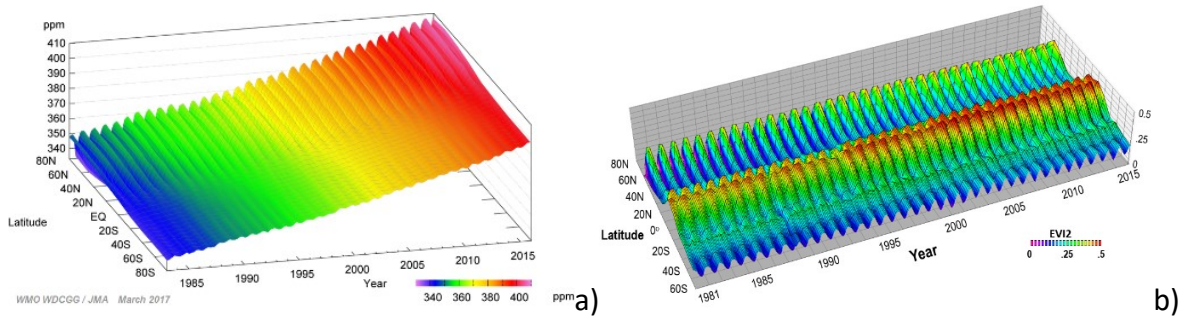 ppm
410
400
390
380
370
360
350
340
80N
60N
40N
20N
EQ
20S
40S
60S
80S
Latitude
1985
1990
1995
2000
2005
2010
2015
Year
340 360 380 400 ppm
WMO WDCGG / JMA March 2017
a)
80N
60N
40N
20N
0º
20S
40S
60S
Latitude
1981
1985
1990
1995
2000
2005
2010
2015
Year
0.5
.25
0
EVI2
0 .25 .5
b)